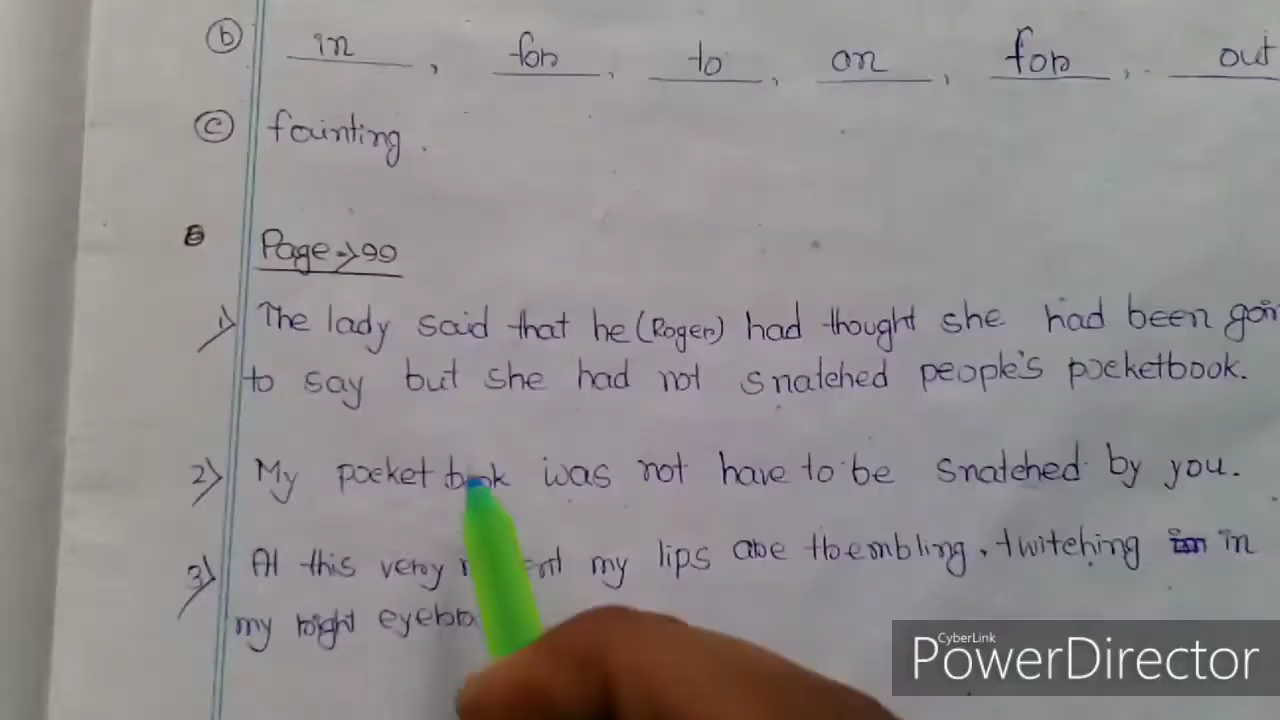 b in , for , to , on , for , out
c fainting .
Page → 99
1) The lady said that he (Roger) had thought she had been goin
to say but she had not snatched people's pocketbook.
2) My pocket book was not have to be snatched by you.
3) At this very my lips are trembling, twitching in
my right
CyberLink
PowerDirector